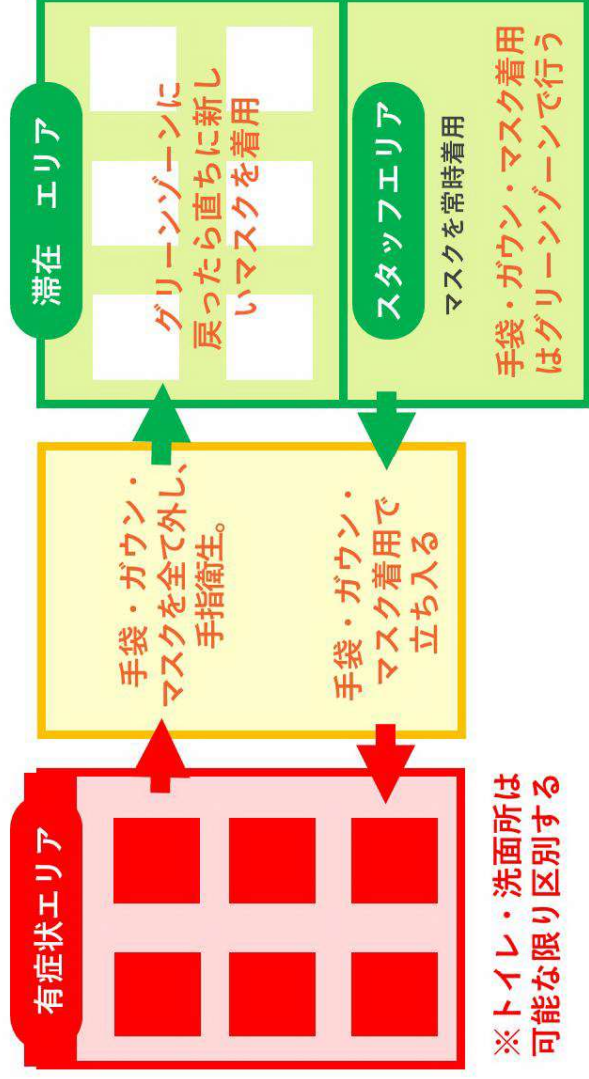 有症状エリア
※トイレ・洗面所は
可能な限り区別する
手袋・ガウン・
マスクを全て外し、
手指衛生。
手袋・ガウン・
マスク着用で
立ち入る
滞在 エリア
グリーンゾーンに
戻ったら直ちに新し
いマスクを着用
スタッフエリア
マスクを常時着用
手袋・ガウン・マスク着用
はグリーンゾーンで行う